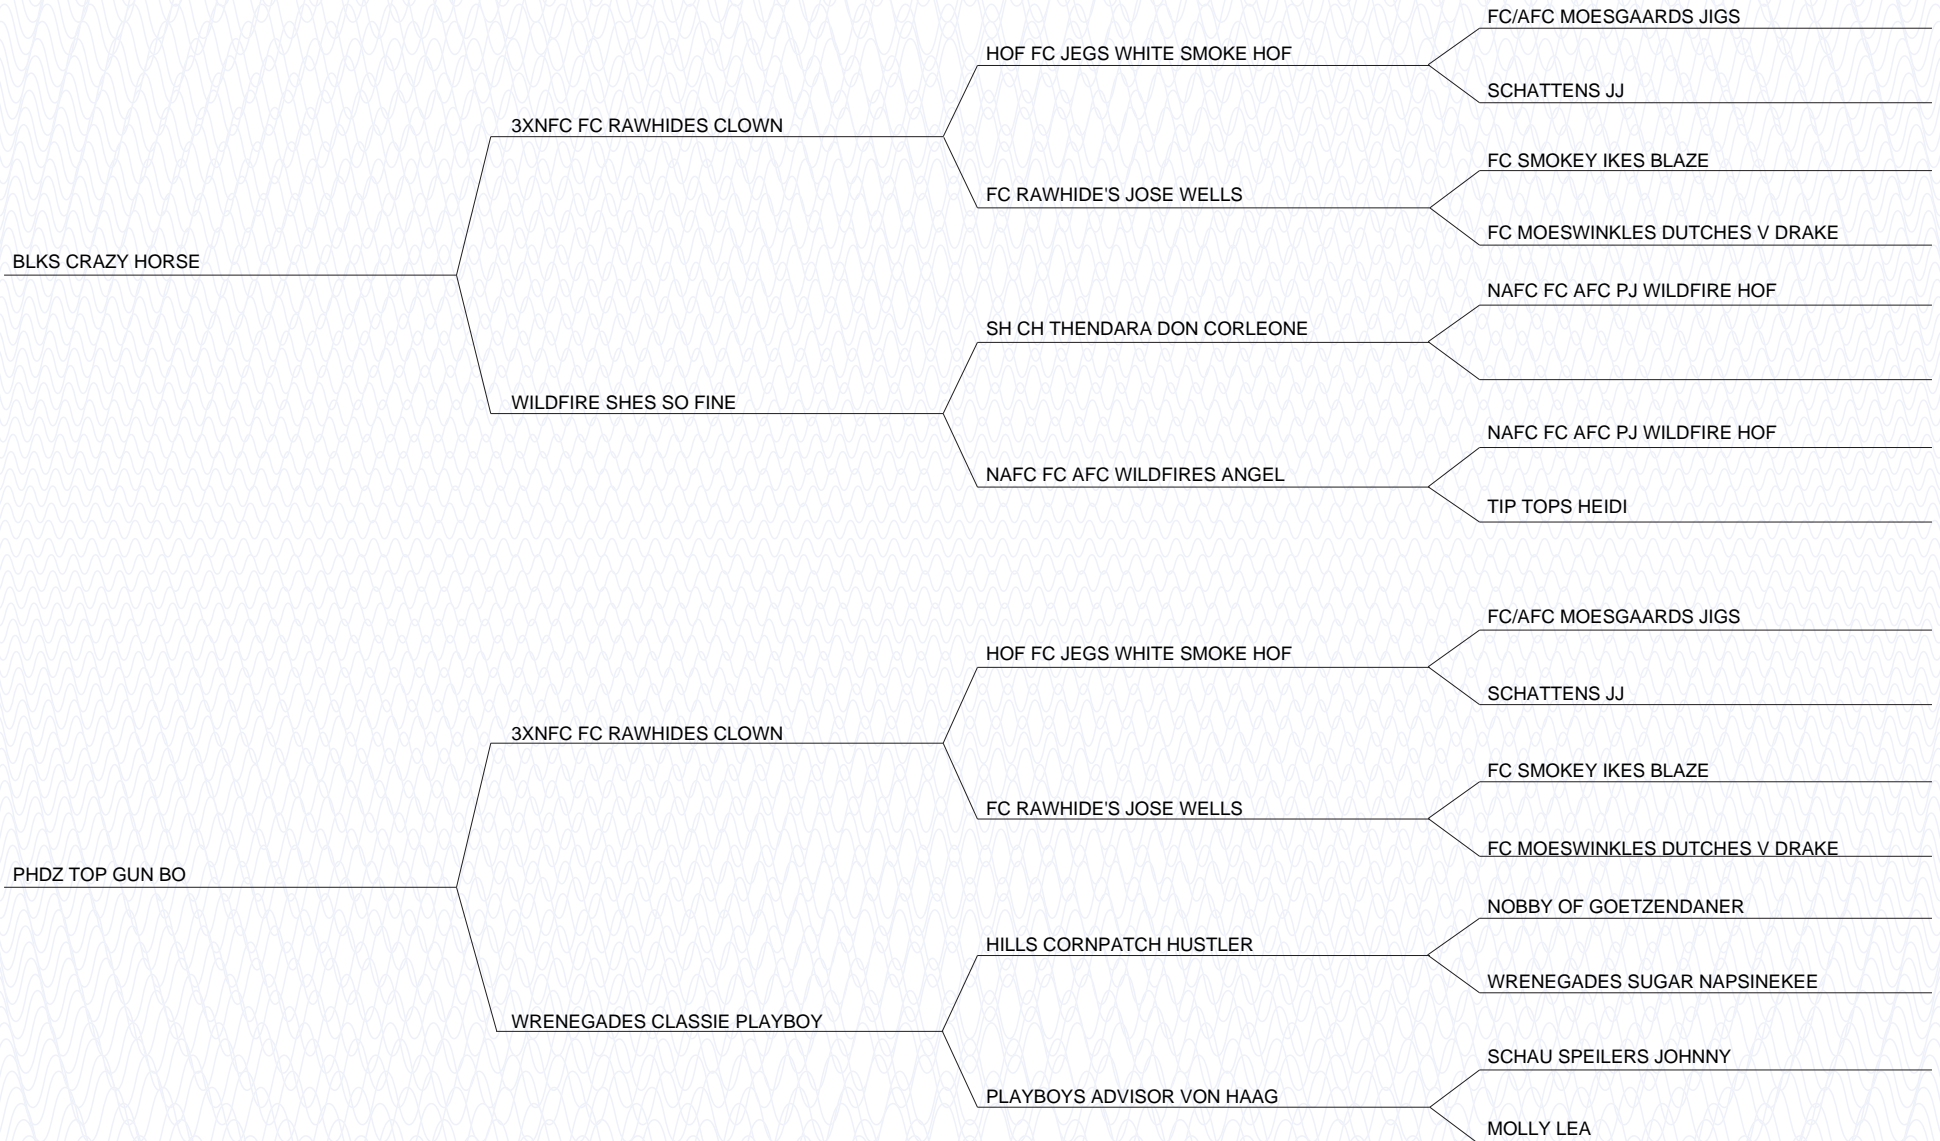 FC/AFC MOESGAARDS JIGS
HOF FC JEGS WHITE SMOKE HOF
SCHATTENS JJ
3XNFC FC RAWHIDES CLOWN
FC SMOKEY IKES BLAZE
FC RAWHIDE'S JOSE WELLS
FC MOESWINKLES DUTCHES V DRAKE
BLKS CRAZY HORSE
NAFC FC AFC PJ WILDFIRE HOF
SH CH THENDARA DON CORLEONE
WILDFIRE SHES SO FINE
NAFC FC AFC PJ WILDFIRE HOF
NAFC FC AFC WILDFIRES ANGEL
TIP TOPS HEIDI
FC/AFC MOESGAARDS JIGS
HOF FC JEGS WHITE SMOKE HOF
SCHATTENS JJ
3XNFC FC RAWHIDES CLOWN
FC SMOKEY IKES BLAZE
FC RAWHIDE'S JOSE WELLS
FC MOESWINKLES DUTCHES V DRAKE
PHDZ TOP GUN BO
NOBBY OF GOETZENDANER
HILLS CORNPATCH HUSTLER
WRENEGADES SUGAR NAPSINEKEE
WRENEGADES CLASSIE PLAYBOY
SCHAU SPEILERS JOHNNY
PLAYBOYS ADVISOR VON HAAG
MOLLY LEA